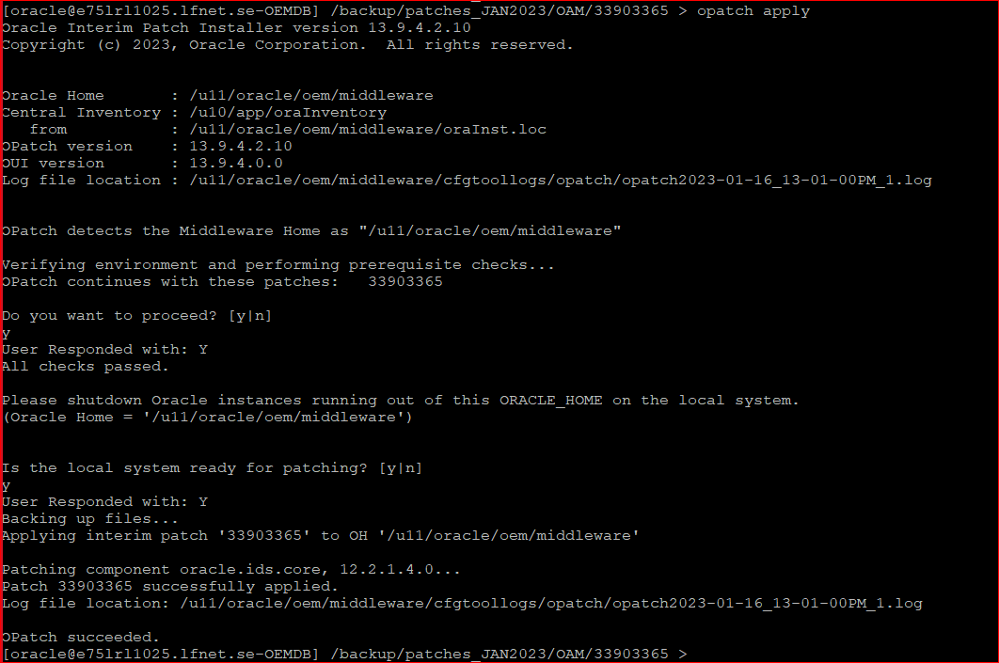 [oracle@e75lrl1025.lfnet.se-OEMDB] /backup/patches_JAN2023/OAM/33903365 > opatch apply
Oracle Interim Patch Installer version 13.9.4.2.10
Copyright (c) 2023, Oracle Corporation.  All rights reserved.
Oracle Home       : /u11/oracle/oem/middleware
Central Inventory : /u10/app/oraInventory
   from           : /u11/oracle/oem/middleware/oraInst.loc
OPatch version    : 13.9.4.2.10
OUI version       : 13.9.4.0.0
Log file location : /u11/oracle/oem/middleware/cfgtoollogs/opatch/opatch2023-01-16_13-01-00PM_1.log
OPatch detects the Middleware Home as "/u11/oracle/oem/middleware"
Verifying environment and performing prerequisite checks...
OPatch continues with these patches:   33903365
Do you want to proceed? [y|n]
y
User Responded with: Y
All checks passed.
Please shutdown Oracle instances running out of this ORACLE_HOME on the local system.
(Oracle Home = '/u11/oracle/oem/middleware')
Is the local system ready for patching? [y|n]
y
User Responded with: Y
Backing up files...
Applying interim patch '33903365' to OH '/u11/oracle/oem/middleware'
Patching component oracle.ids.core, 12.2.1.4.0...
Patch 33903365 successfully applied.
Log file location: /u11/oracle/oem/middleware/cfgtoollogs/opatch/opatch2023-01-16_13-01-00PM_1.log
OPatch succeeded.
[oracle@e75lrl1025.lfnet.se-OEMDB] /backup/patches_JAN2023/OAM/33903365 >